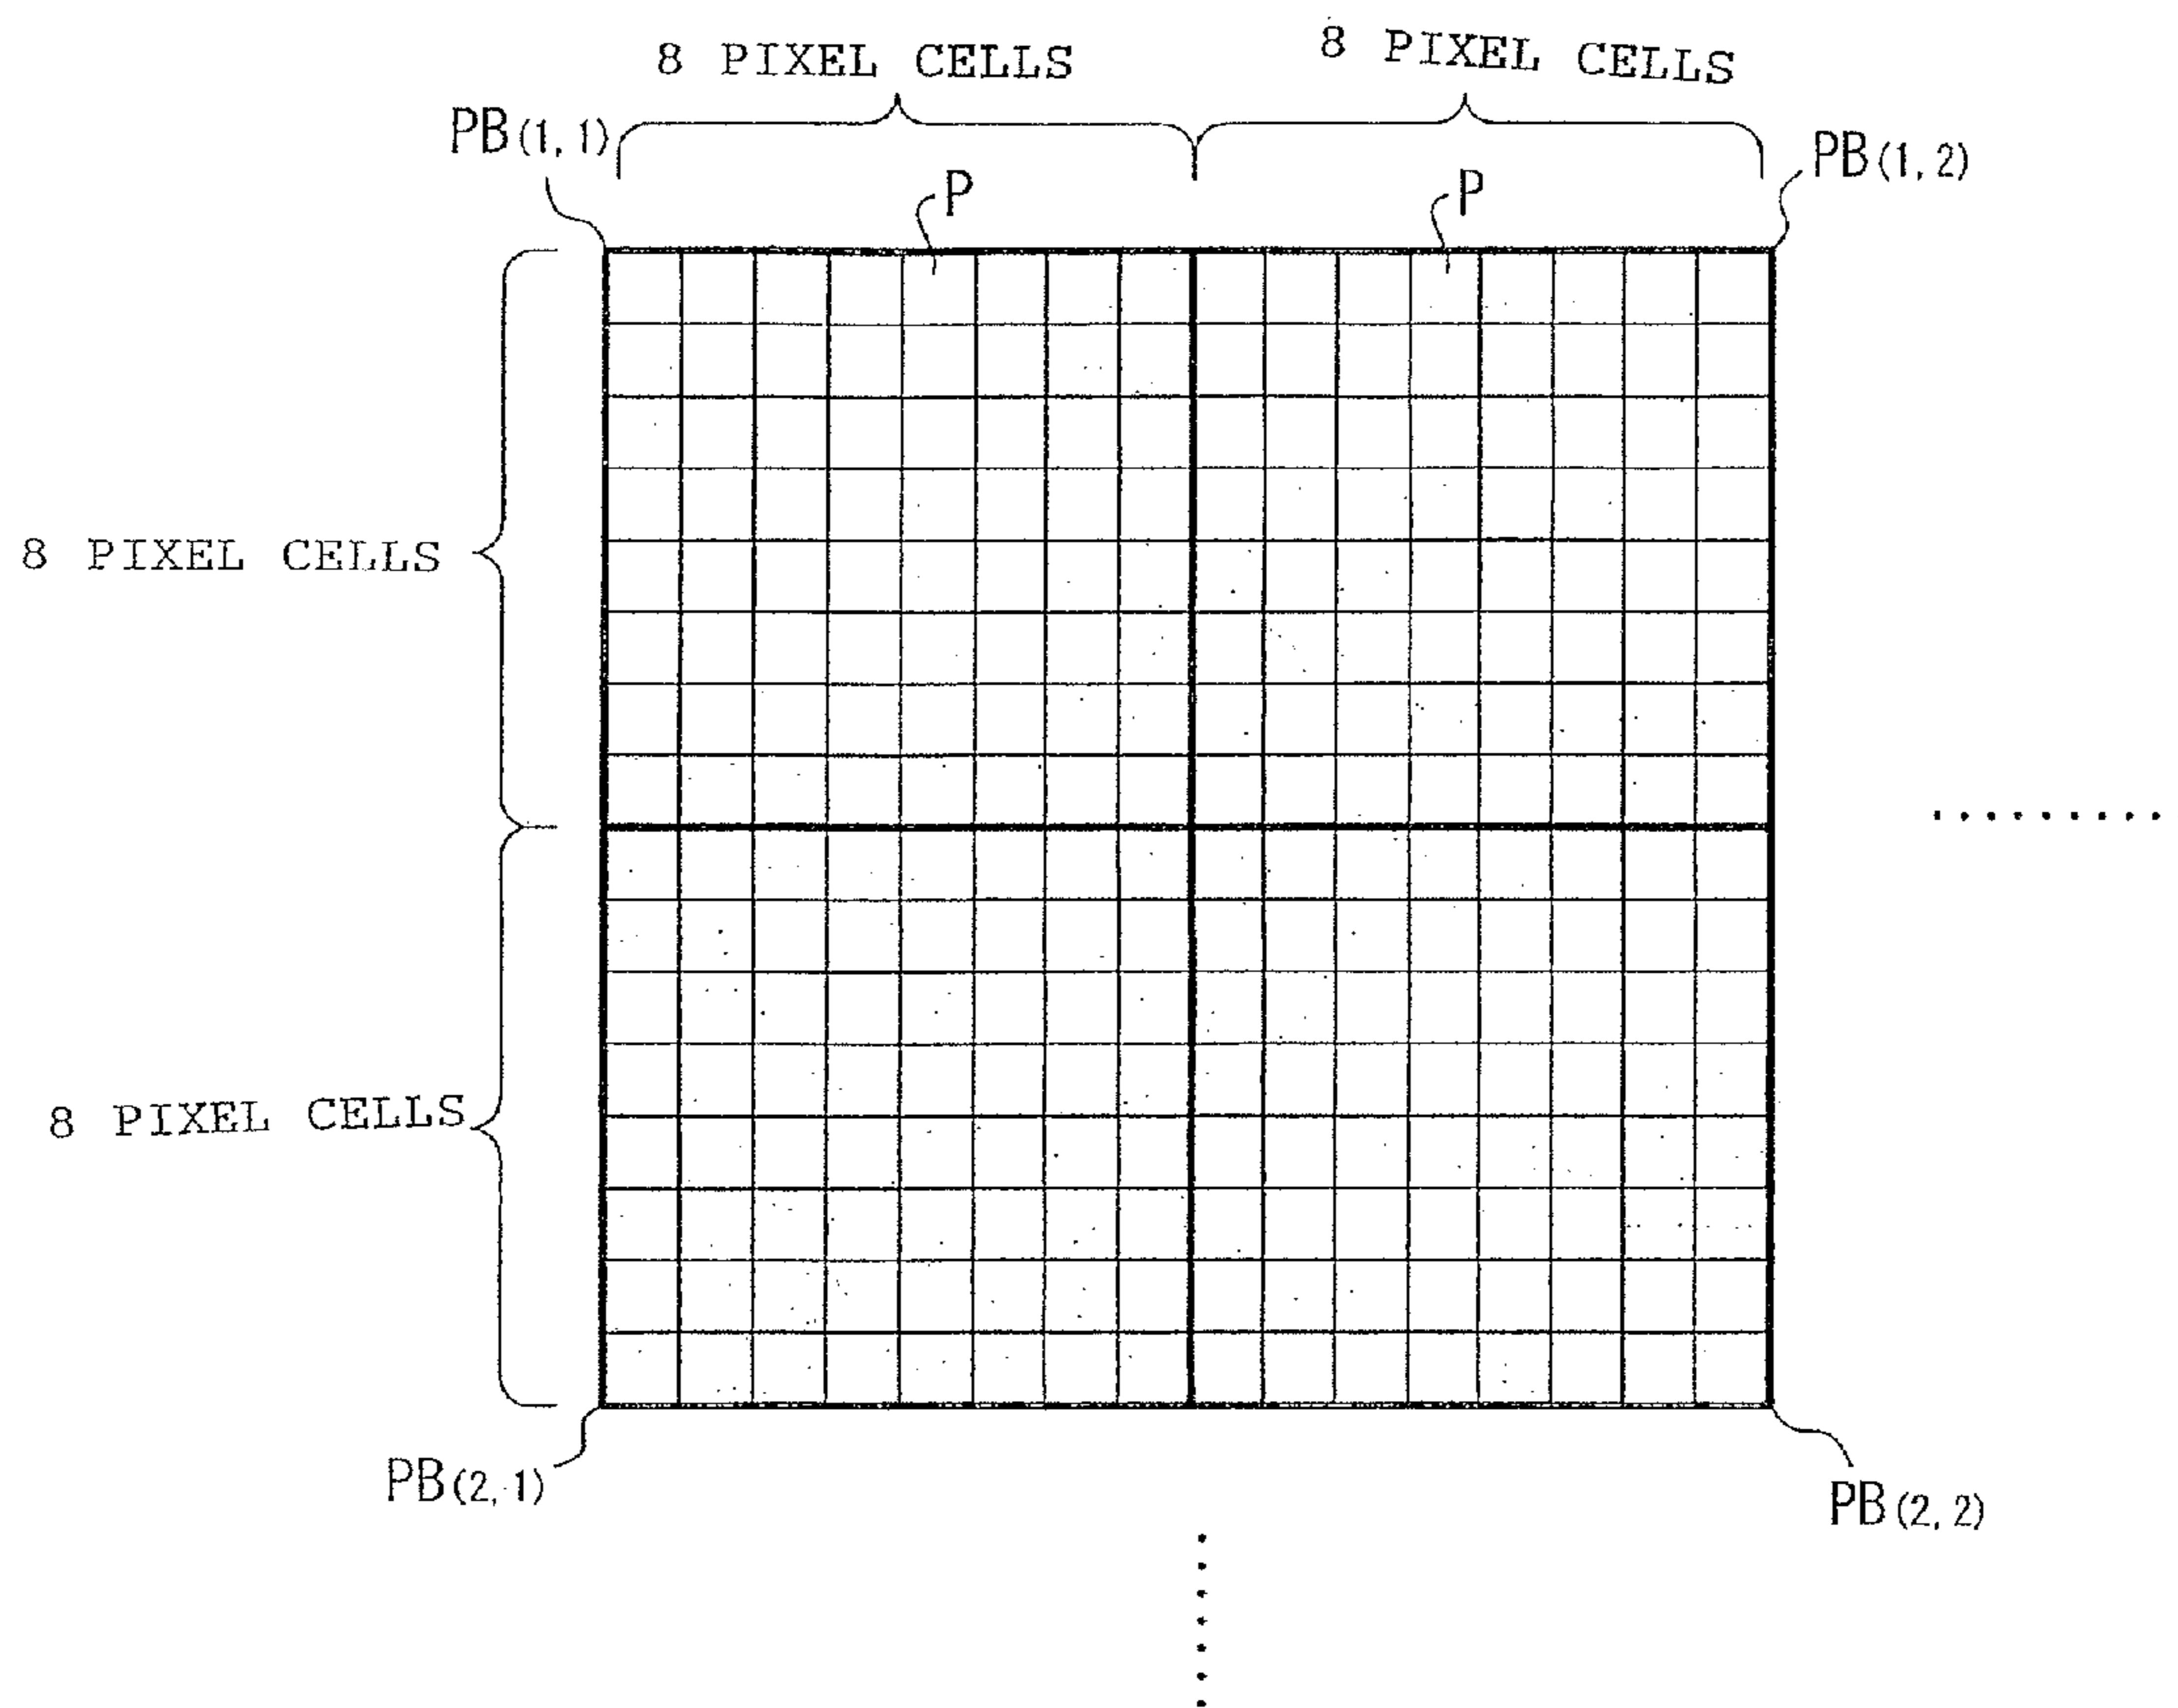 8 PIXEL CELLS
8 PIXEL CELLS
PB(1,1)
PB(1,2)
P
P
8 PIXEL CELLS
8 PIXEL CELLS
PB(2,1)
PB(2,2)